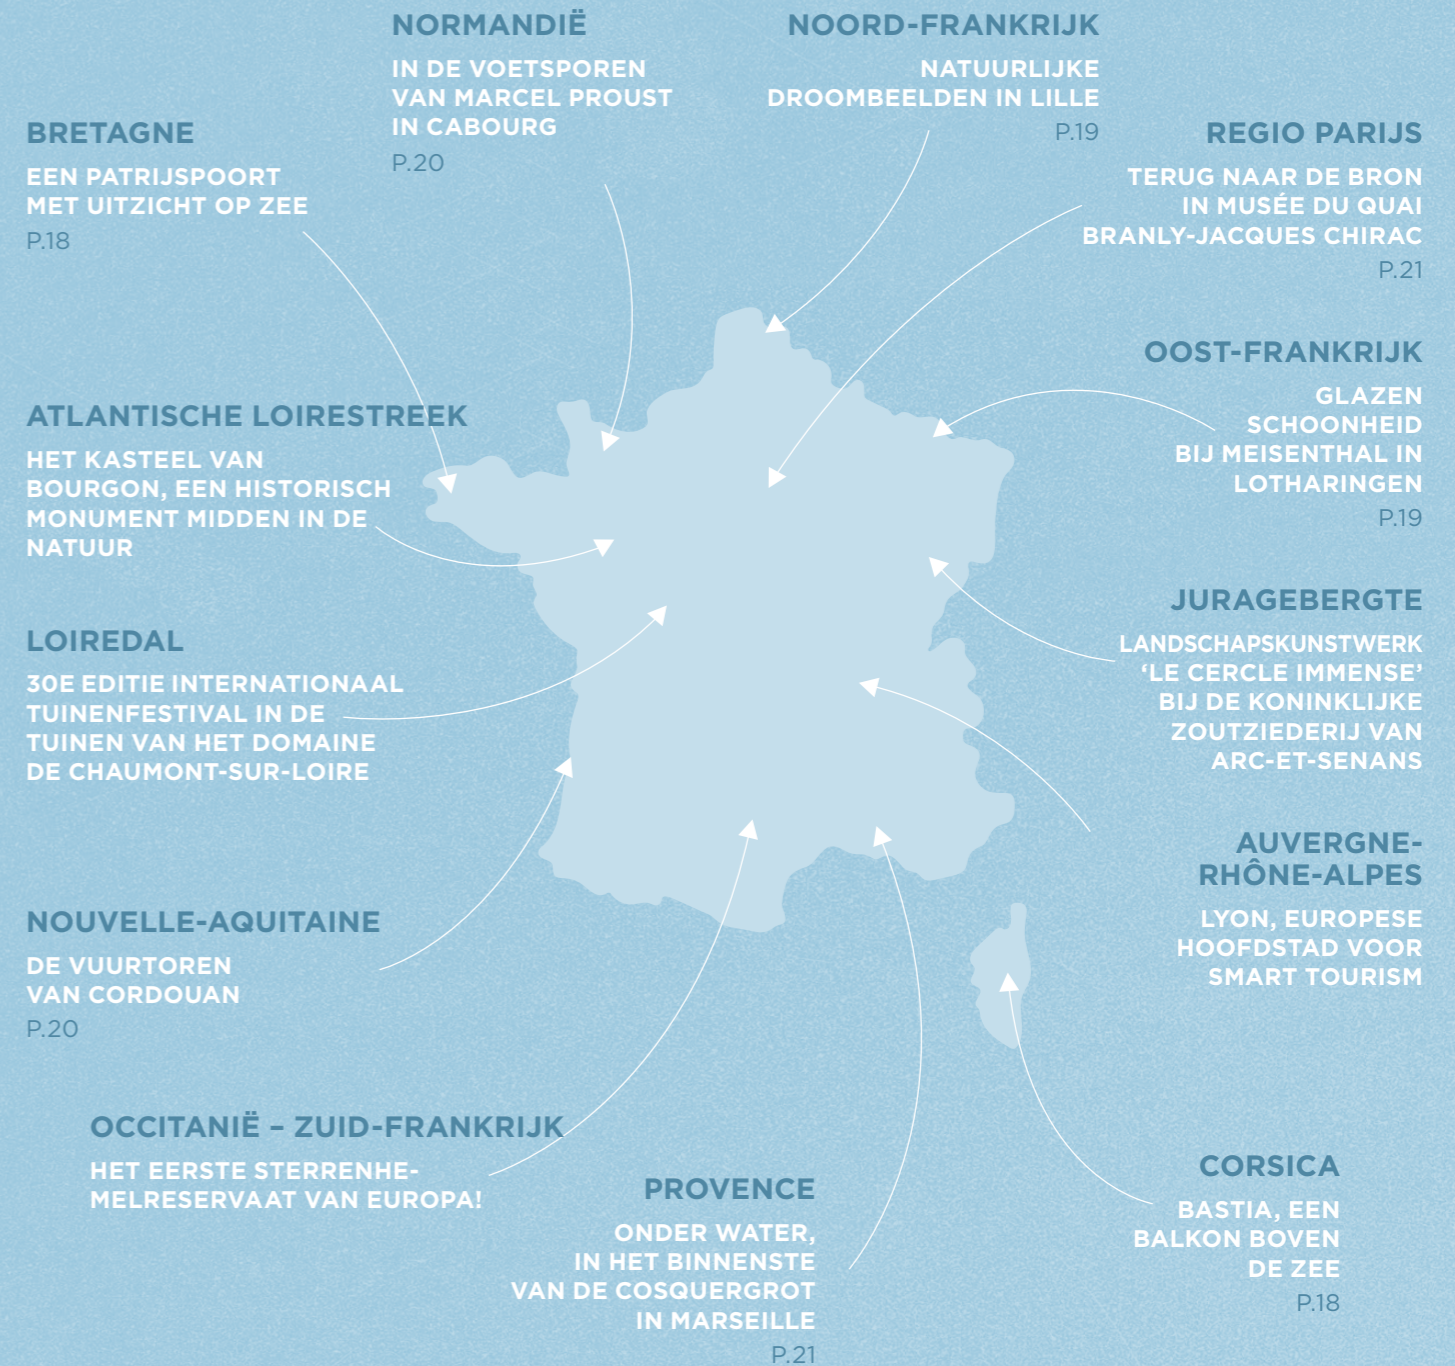 NORMANDIË
IN DE VOETSPOREN
VAN MARCEL PROUST
IN CABOURG
P.20
NOORD-FRANKRIJK
NATUURLIJKE
DROOMBEELDEN IN LILLE
P.19
BRETAGNE
EEN PATRIJSPOORT
MET UITZICHT OP ZEE
P.18
REGIO PARIJS
TERUG NAAR DE BRON
IN MUSÉE DU QUAI
BRANLY-JACQUES CHIRAC
P.21
OOST-FRANKRIJK
GLAZEN
SCHOONHEID
BIJ MEISENTHAL IN
LOTHARINGEN
P.19
ATLANTISCHE LOIRESTREEK
HET KASTEEL VAN
BOURGON, EEN HISTORISCH
MONUMENT MIDDEN IN DE
NATUUR
JURAGEBERGTE
LANDSCHAPSKUNSTWERK
‘LE CERCLE IMMENSE’
BIJ DE KONINKLIJKE
ZOUTZIEDERIJ VAN
ARC-ET-SENANS
LOIREDAL
30E EDITIE INTERNATIONAAL
TUINENFESTIVAL IN DE
TUINEN VAN HET DOMAINE
DE CHAUMONT-SUR-LOIRE
AUVERGNE-
RHÔNE-ALPES
LYON, EUROPESE
HOOFDSTAD VOOR
SMART TOURISM
NOUVELLE-AQUITAINE
DE VUURTOREN
VAN CORDOUAN
P.20
OCCITANIË – ZUID-FRANKRIJK
HET EERSTE STERRENHE-
MELRESERVAAT VAN EUROPA!
PROVENCE
ONDER WATER,
IN HET BINNENSTE
VAN DE COSQUERGROT
IN MARSEILLE
P.21
CORSICA
BASTIA, EEN
BALKON BOVEN
DE ZEE
P.18